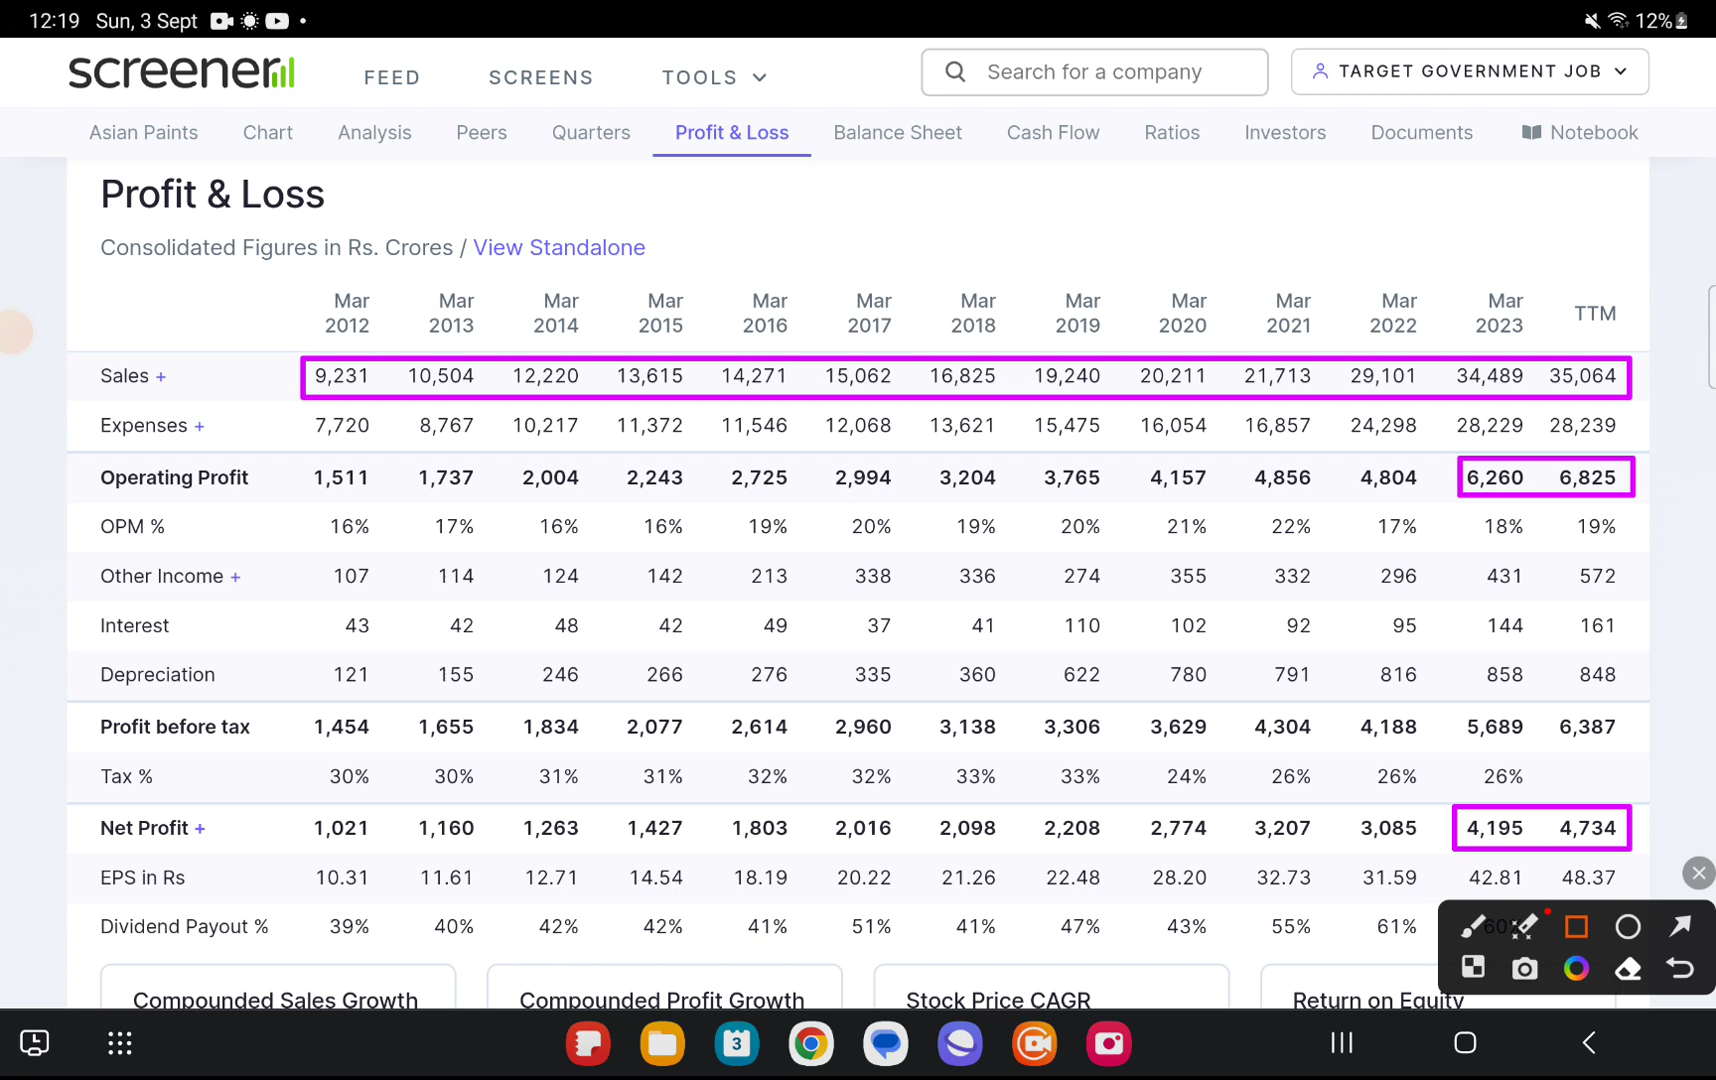 12:19 Sun, 3 Sept 12%
screener FEED SCREENS TOOLS Search for a company TARGET GOVERNMENT JOB
Asian Paints Chart Analysis Peers Quarters Profit & Loss Balance Sheet Cash Flow Ratios Investors Documents Notebook
Profit & Loss
Consolidated Figures in Rs. Crores / View Standalone
Mar 2012 Mar 2013 Mar 2014 Mar 2015 Mar 2016 Mar 2017 Mar 2018 Mar 2019 Mar 2020 Mar 2021 Mar 2022 Mar 2023 TTM
Sales + 9,231 10,504 12,220 13,615 14,271 15,062 16,825 19,240 20,211 21,713 29,101 34,489 35,064
Expenses + 7,720 8,767 10,217 11,372 11,546 12,068 13,621 15,475 16,054 16,857 24,298 28,229 28,239
Operating Profit 1,511 1,737 2,004 2,243 2,725 2,994 3,204 3,765 4,157 4,856 4,804 6,260 6,825
OPM % 16% 17% 16% 16% 19% 20% 19% 20% 21% 22% 17% 18% 19%
Other Income + 107 114 124 142 213 338 336 274 355 332 296 431 572
Interest 43 42 48 42 49 37 41 110 102 92 95 144 161
Depreciation 121 155 246 266 276 335 360 622 780 791 816 858 848
Profit before tax 1,454 1,655 1,834 2,077 2,614 2,960 3,138 3,306 3,629 4,304 4,188 5,689 6,387
Tax % 30% 30% 31% 31% 32% 32% 33% 33% 24% 26% 26% 26%
Net Profit + 1,021 1,160 1,263 1,427 1,803 2,016 2,098 2,208 2,774 3,207 3,085 4,195 4,734
EPS in Rs 10.31 11.61 12.71 14.54 18.19 20.22 21.26 22.48 28.20 32.73 31.59 42.81 48.37
Dividend Payout % 39% 40% 42% 42% 41% 51% 41% 47% 43% 55% 61% 60%
Compounded Sales Growth Compounded Profit Growth Stock Price CAGR Return on Equity
3